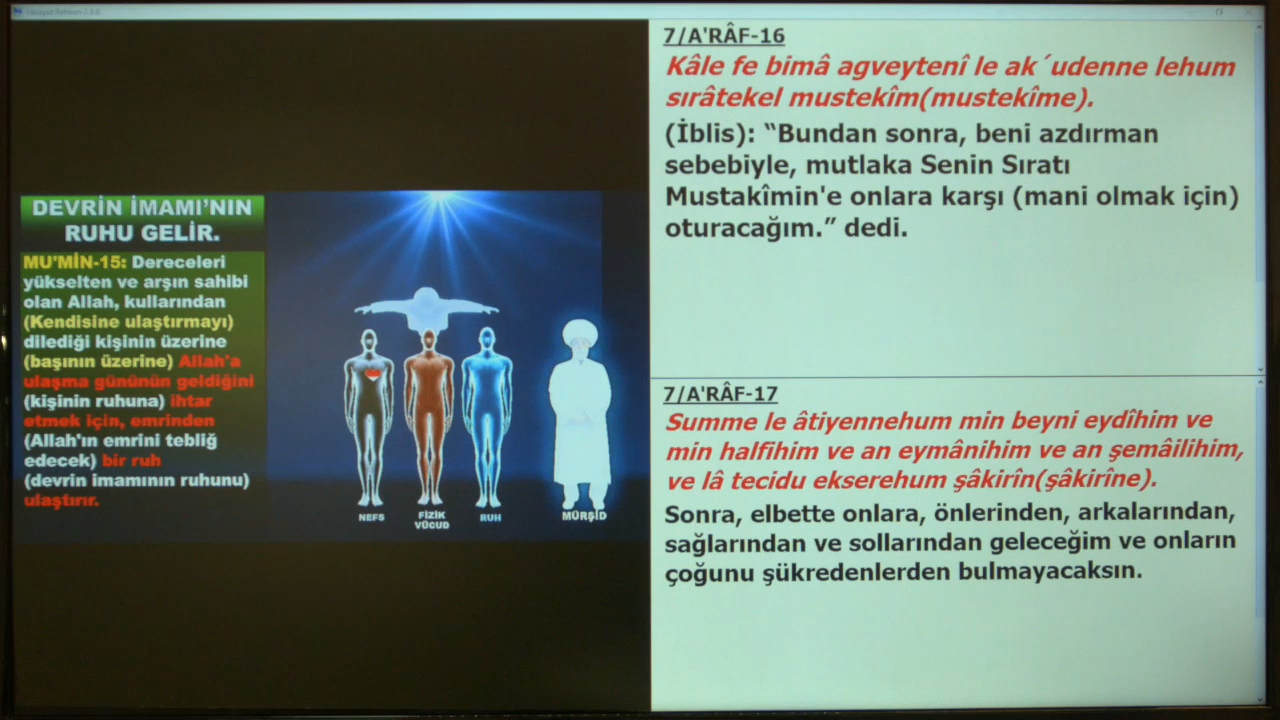 DEVRİN İMAMI'NIN
RUHU GELİR.
MU'MİN-15: Dereceleri
yükselten ve arşın sahibi
olan Allah, kullarından
(Kendisine ulaştırmayı)
dilediği kişinin üzerine
(başının üzerine) Allah'a
ulaşma gününün geldiğini
(kişinin ruhuna) ihtar
etmek için, emrinden
(Allah'ın emrini tebliğ
edecek) bir ruh
(devrin imamının ruhunu)
ulaştırır.
NEFS
FİZİK
VÜCUD
RUH
MÜRŞİD
7/A'RÂF-16
Kâle fe bimâ agveytenî le ak´udenne lehum
sırâtekel mustekîm(mustekîme).
(İblis): “Bundan sonra, beni azdırman
sebebiyle, mutlaka Senin Sıratı
Mustakîmin'e onlara karşı (mani olmak için)
oturacağım.” dedi.
7/A'RÂF-17
Summe le âtiyennehum min beyni eydîhim ve
min halfihim ve an eymânihim ve an şemâilihim,
ve lâ tecidu ekserehum şâkirîn(şâkirîne).
Sonra, elbette onlara, önlerinden, arkalarından,
sağlarından ve sollarından geleceğim ve onların
çoğunu şükredenlerden bulmayacaksın.